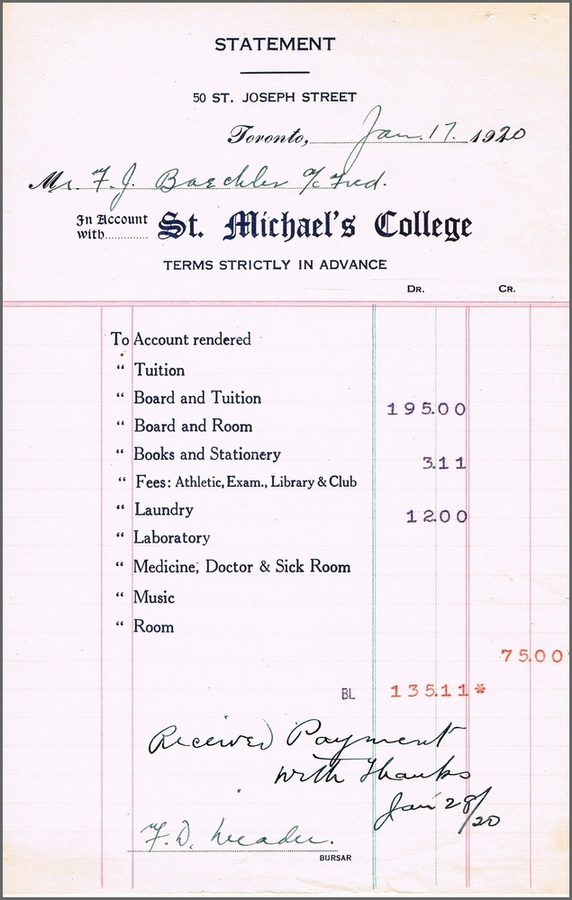 STATEMENT
50 ST. JOSEPH STREET
Toronto, Jan. 17. 1920
Mr. F. J. Boechler a/c Fred.
In Account
with
St. Michael's College
TERMS STRICTLY IN ADVANCE
DR. CR.
To Account rendered
“ Tuition
“ Board and Tuition 195.00
“ Board and Room
“ Books and Stationery 3.11
“ Fees: Athletic, Exam., Library & Club
“ Laundry 12.00
“ Laboratory
“ Medicine, Doctor & Sick Room
“ Music
“ Room
75.00
BL 135.11*
Received Payment
with Thanks
Jan 28/20
F. D. Meader.
BURSAR